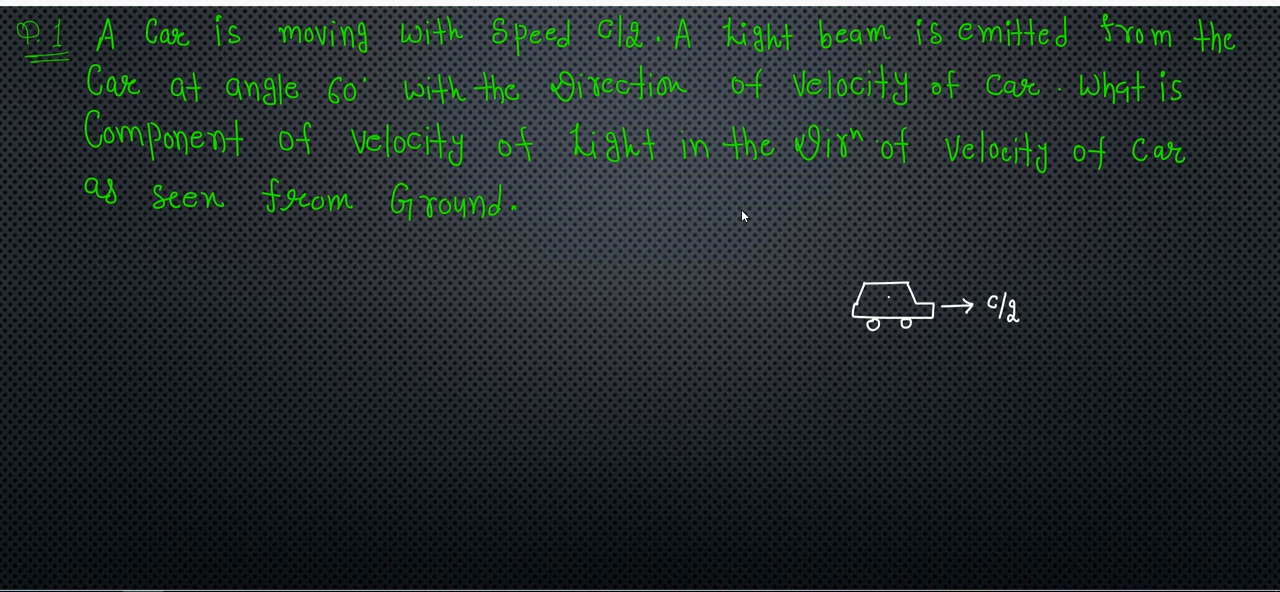 Q1 A Car is moving with Speed c/2. A Light beam is emitted from the
Car at angle 60° with the Direction of Velocity of Car. What is
Component of velocity of Light in the Dirⁿ of Velocity of Car
as seen from Ground.
c/2